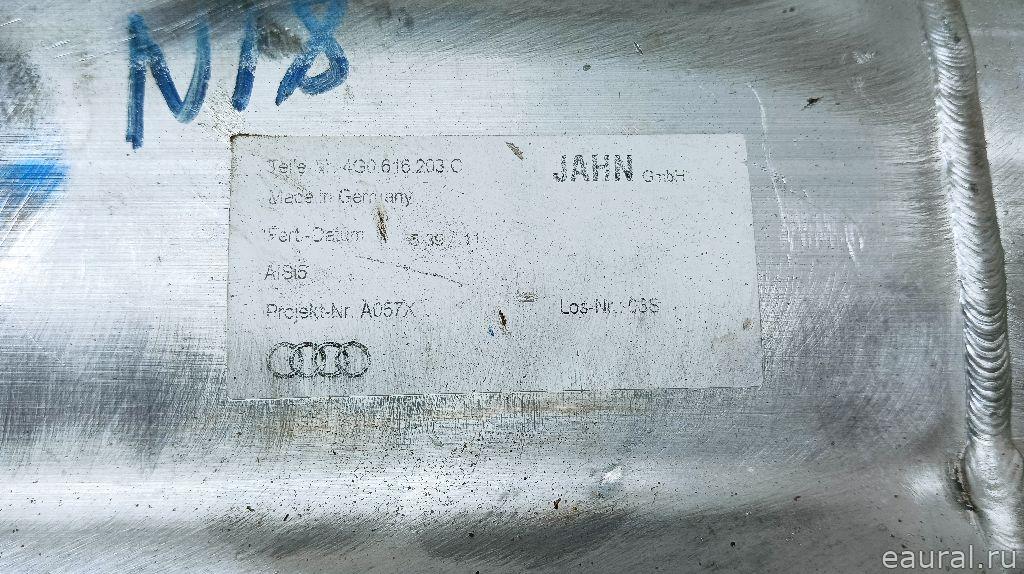 N18
Teile Nr. 4G0.616.203.C
JAHN GmbH
Made in Germany
Fert.-Datum
AlSi5
Projekt-Nr. A057X
Los-Nr.:
eaural.ru